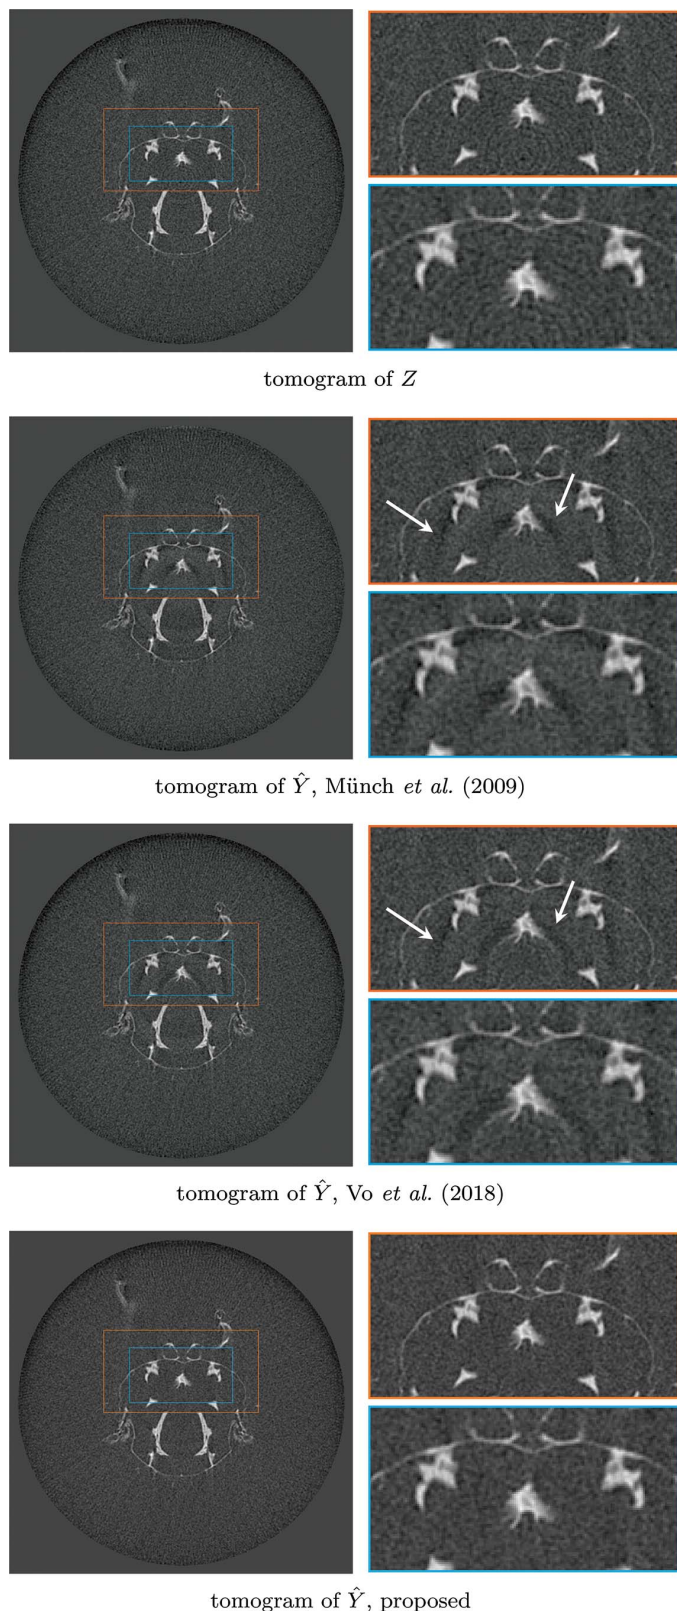 tomogram of Z
tomogram of Ŷ, Münch et al. (2009)
tomogram of Ŷ, Vo et al. (2018)
tomogram of Ŷ, proposed